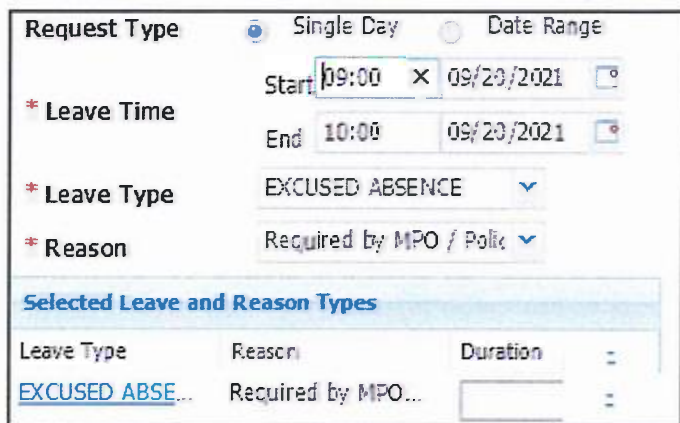 Request Type Single Day Date Range
Start 09:00 × 09/20/2021
* Leave Time
End 10:00 09/20/2021
* Leave Type EXCUSED ABSENCE
* Reason Required by MPO / Polic
Selected Leave and Reason Types
Leave Type Reason Duration
EXCUSED ABSE... Required by MPO...